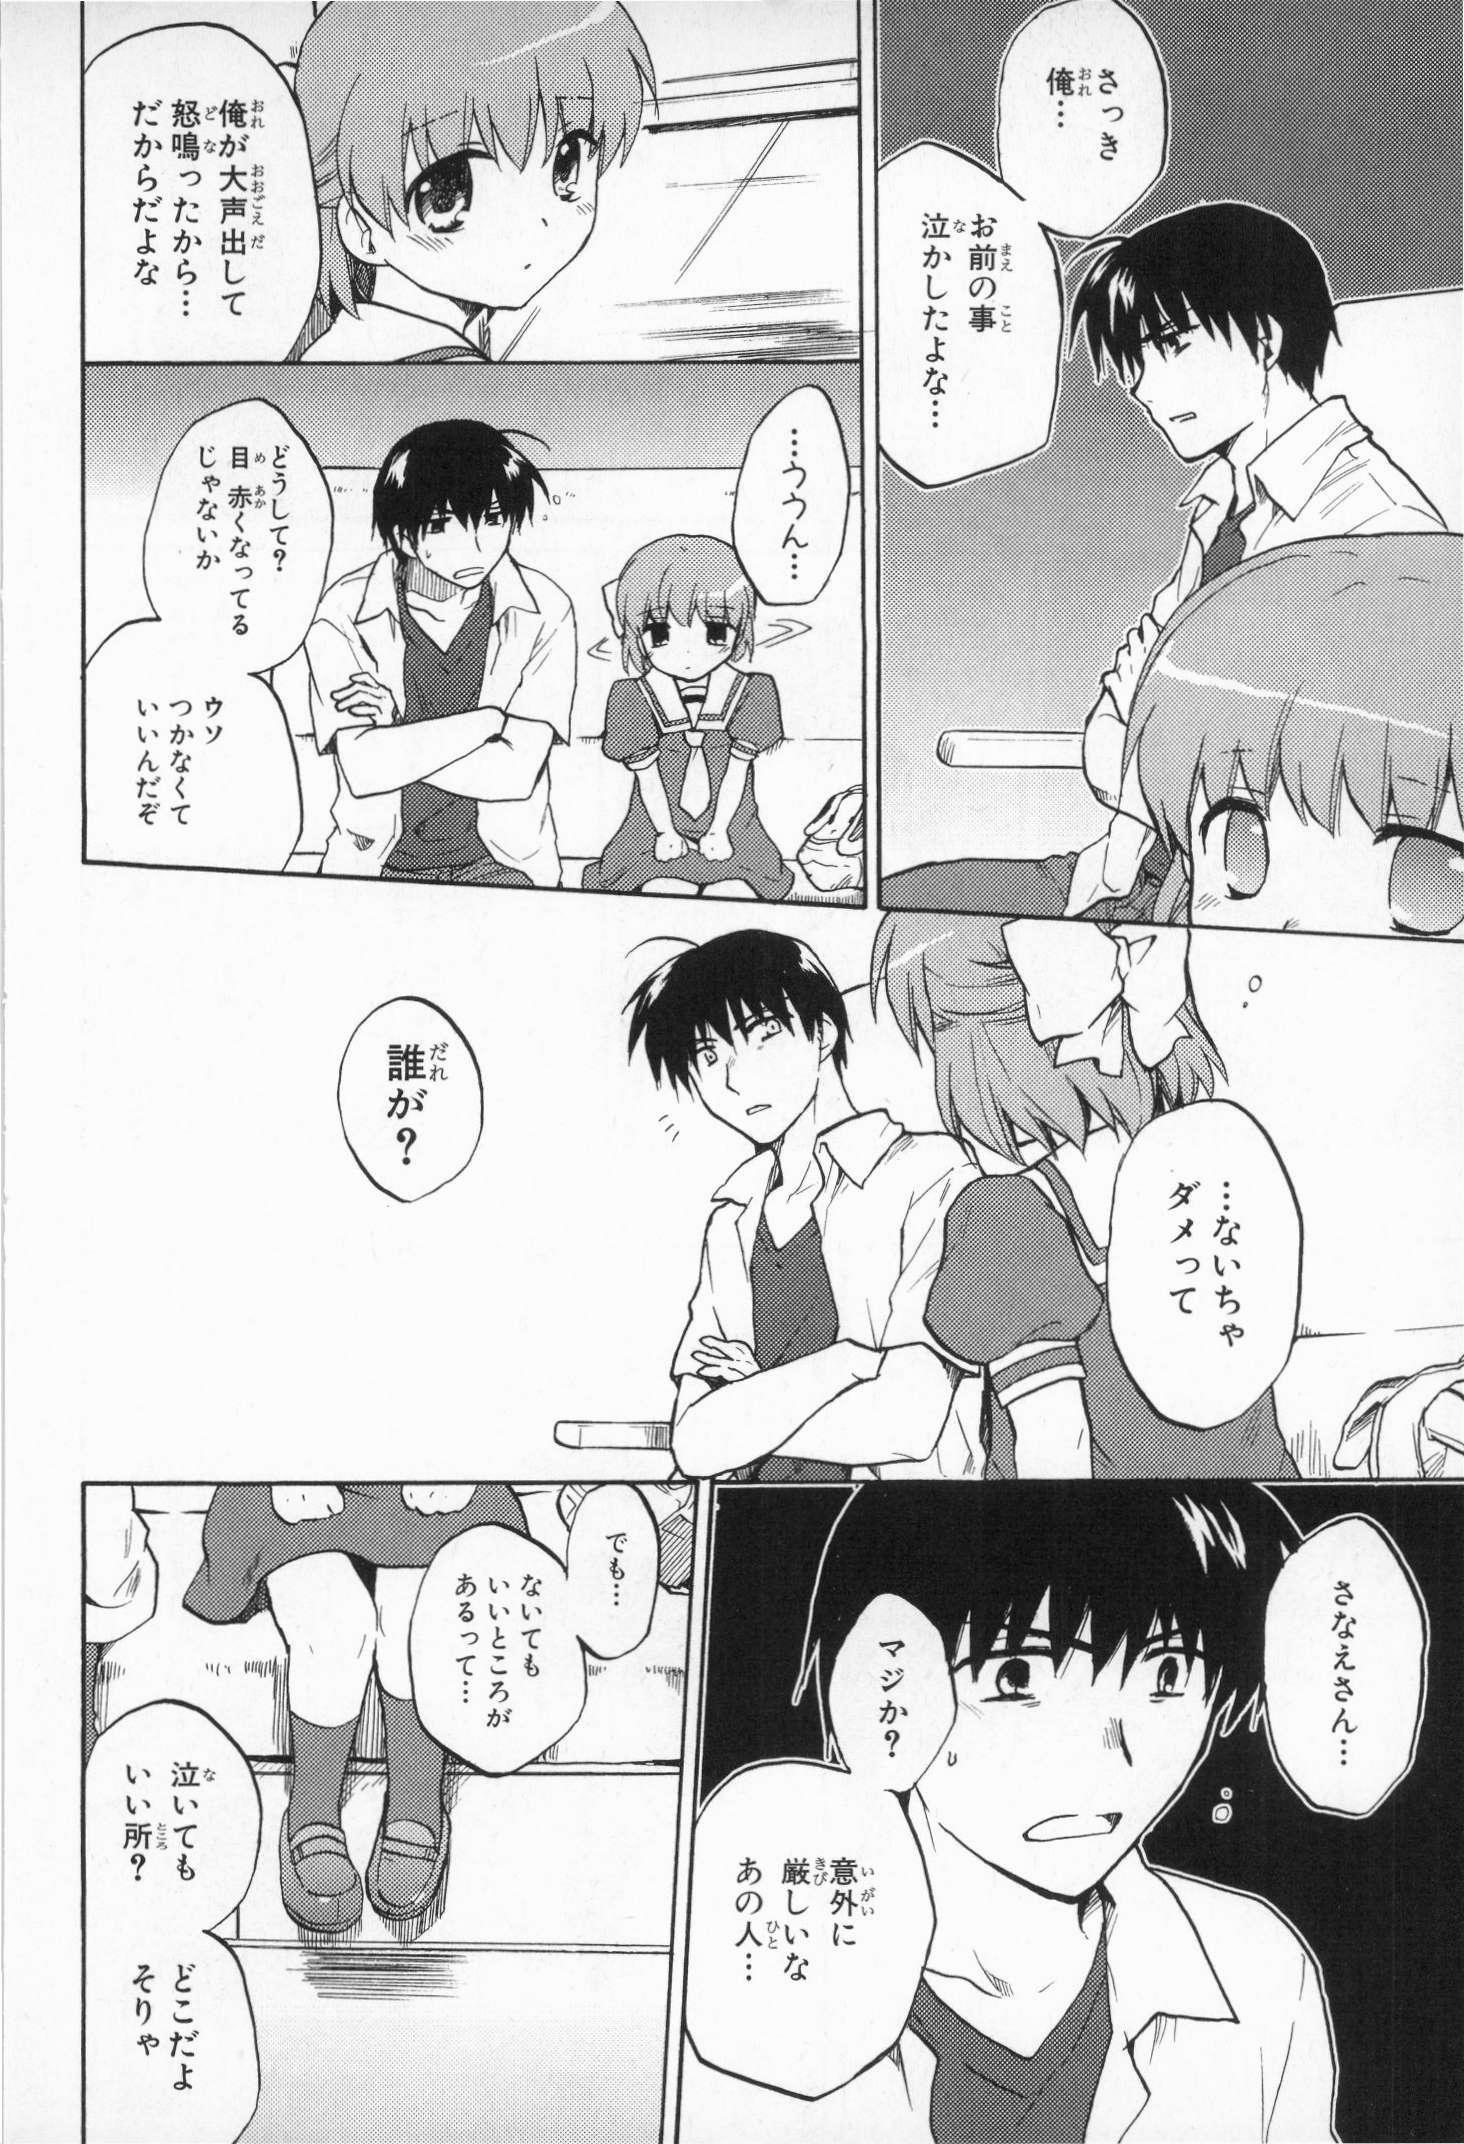 さっき
俺…
お前の事
泣かしたよな…
俺が大声出して
怒鳴ったから…
だからだよな
…ううん…
どうして?
目 赤くなってる
じゃないか
ウソ
つかなくて
いいんだぞ
…ないちゃ
ダメって
誰が?
さなえさん…
マジか?
意外に
厳しいな
あの人…
でも…
ないても
いいところが
あるって…
泣いても
いい所?
どこだよ
そりゃ